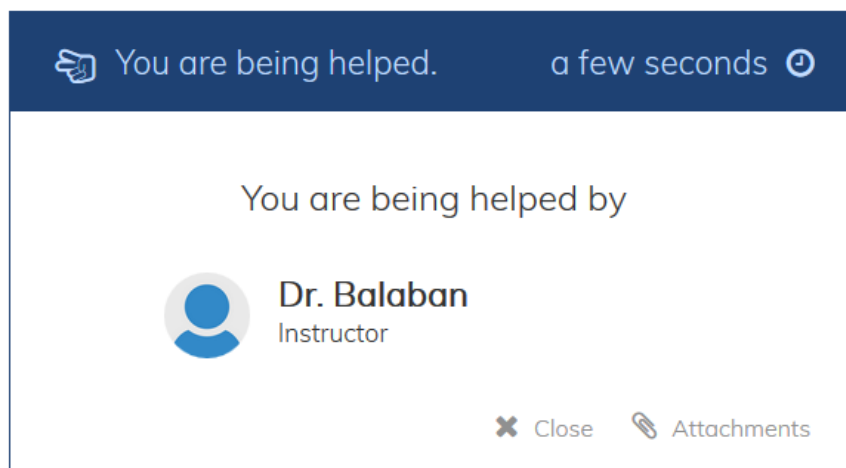 You are being helped. a few seconds
You are being helped by
Dr. Balaban
Instructor
Close Attachments